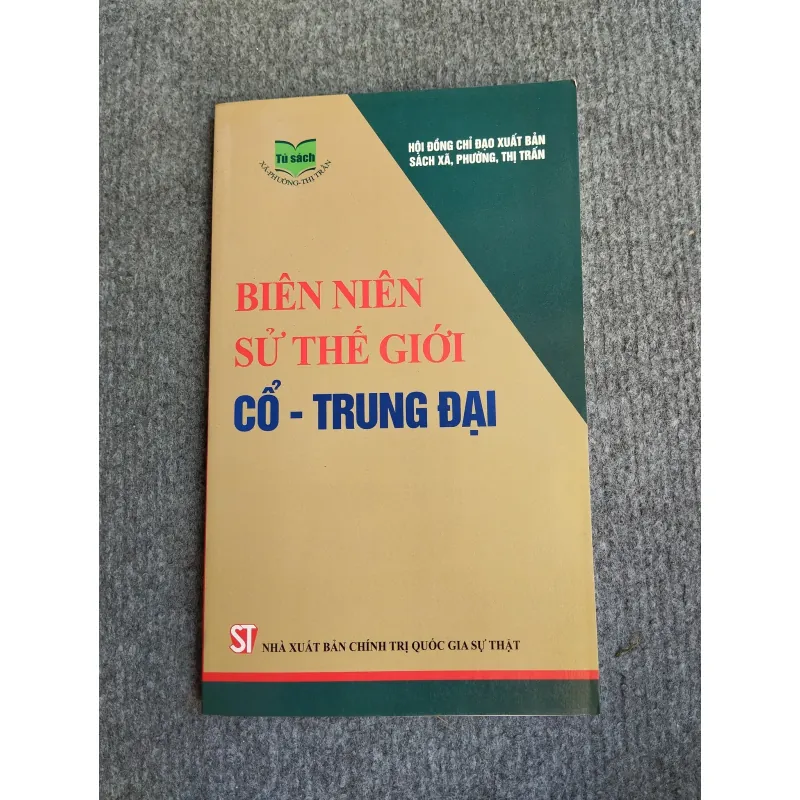 Tủ sách
XÃ-PHƯỜNG-THỊ TRẤN
HỘI ĐỒNG CHỈ ĐẠO XUẤT BẢN
SÁCH XÃ, PHƯỜNG, THỊ TRẤN
BIÊN NIÊN
SỬ THẾ GIỚI
CỔ - TRUNG ĐẠI
ST NHÀ XUẤT BẢN CHÍNH TRỊ QUỐC GIA SỰ THẬT